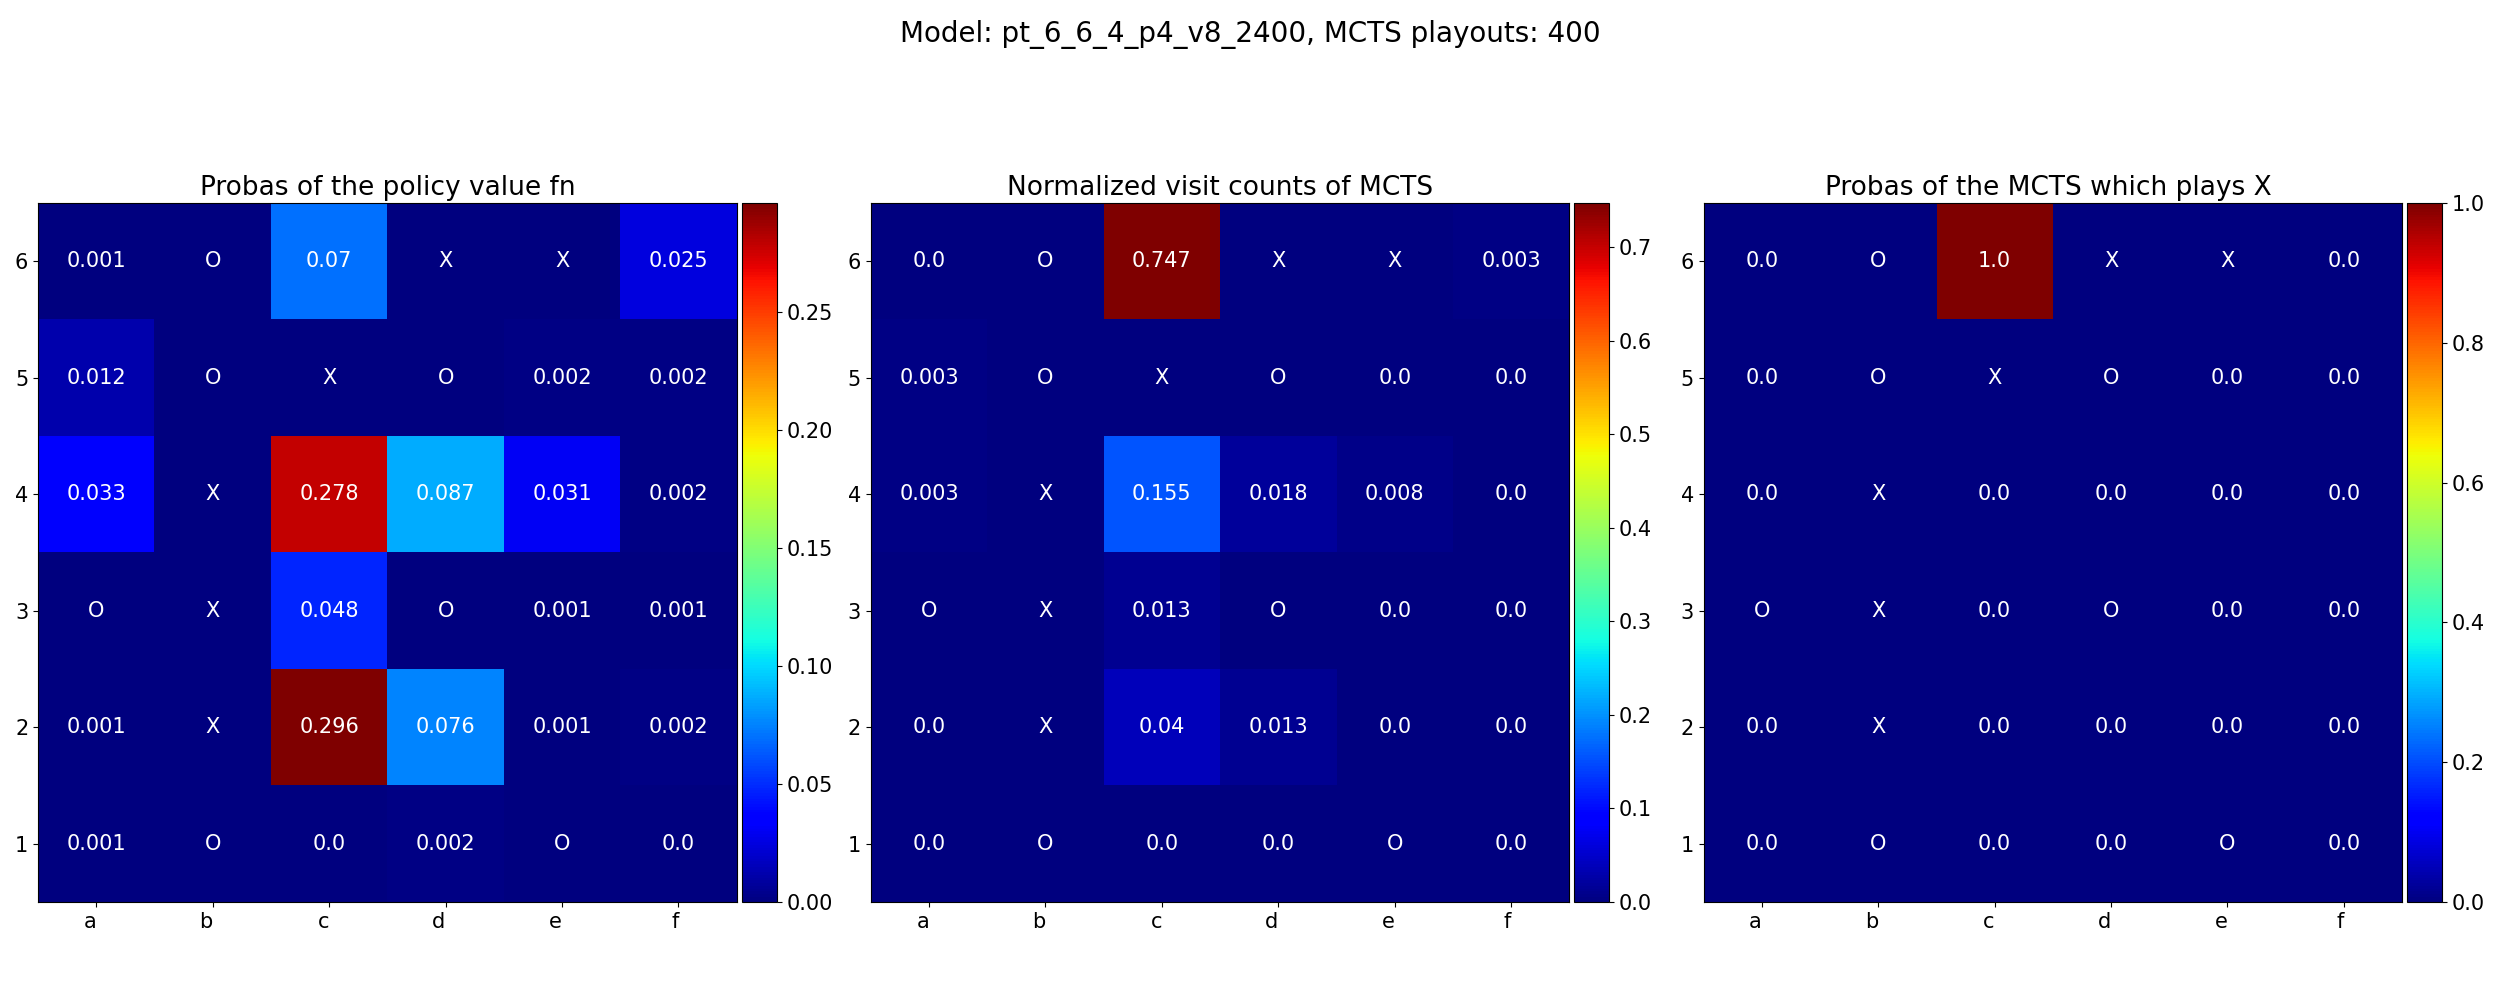 Model: pt_6_6_4_p4_v8_2400, MCTS playouts: 400
Probas of the policy value fn
6 0.001 O 0.07 X X 0.025
5 0.012 O X O 0.002 0.002
4 0.033 X 0.278 0.087 0.031 0.002
3 O X 0.048 O 0.001 0.001
2 0.001 X 0.296 0.076 0.001 0.002
1 0.001 O 0.0 0.002 O 0.0
a b c d e f
0.25
0.20
0.15
0.10
0.05
0.00
Normalized visit counts of MCTS
6 0.0 O 0.747 X X 0.003
5 0.003 O X O 0.0 0.0
4 0.003 X 0.155 0.018 0.008 0.0
3 O X 0.013 O 0.0 0.0
2 0.0 X 0.04 0.013 0.0 0.0
1 0.0 O 0.0 0.0 O 0.0
a b c d e f
0.7
0.6
0.5
0.4
0.3
0.2
0.1
0.0
Probas of the MCTS which plays X
6 0.0 O 1.0 X X 0.0
5 0.0 O X O 0.0 0.0
4 0.0 X 0.0 0.0 0.0 0.0
3 O X 0.0 O 0.0 0.0
2 0.0 X 0.0 0.0 0.0 0.0
1 0.0 O 0.0 0.0 O 0.0
a b c d e f
1.0
0.8
0.6
0.4
0.2
0.0